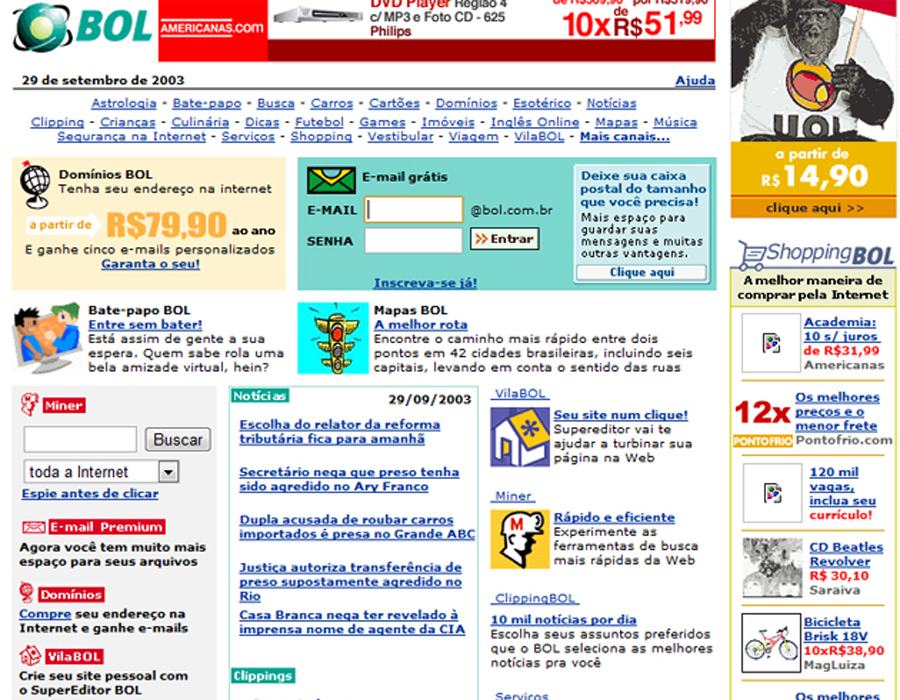 BOL
AMERICANAS.com
DVD Player Região 4
c/ MP3 e Foto CD - 625
Philips
de
10xR$51,99
29 de setembro de 2003
Ajuda
Astrologia - Bate-papo - Busca - Carros - Cartões - Domínios - Esotérico - Notícias
Clipping - Crianças - Culinária - Dicas - Futebol - Games - Imóveis - Inglês Online - Mapas - Música
Segurança na Internet - Serviços - Shopping - Vestibular - Viagem - VilaBOL - Mais canais...
UOL
a partir de
R$ 14,90
clique aqui >>
Domínios BOL
Tenha seu endereço na internet
a partir de R$79,90 ao ano
E ganhe cinco e-mails personalizados
Garanta o seu!
E-mail grátis
E-MAIL @bol.com.br
SENHA >> Entrar
Inscreva-se já!
Deixe sua caixa
postal do tamanho
que você precisa!
Mais espaço para
guardar suas
mensagens e muitas
outras vantagens.
Clique aqui
Bate-papo BOL
Entre sem bater!
Está assim de gente a sua
espera. Quem sabe rola uma
bela amizade virtual, hein?
Mapas BOL
A melhor rota
Encontre o caminho mais rápido entre dois
pontos em 42 cidades brasileiras, incluindo seis
capitais, levando em conta o sentido das ruas
Miner
Buscar
toda a Internet
Espie antes de clicar
E-mail Premium
Agora você tem muito mais
espaço para seus arquivos
Domínios
Compre seu endereço na
Internet e ganhe e-mails
VilaBOL
Crie seu site pessoal com
o SuperEditor BOL
Notícias
29/09/2003
Escolha do relator da reforma
tributária fica para amanhã
Secretário nega que preso tenha
sido agredido no Ary Franco
Dupla acusada de roubar carros
importados é presa no Grande ABC
Justiça autoriza transferência de
preso supostamente agredido no
Rio
Casa Branca nega ter revelado à
imprensa nome de agente da CIA
Clippings
VilaBOL
Seu site num clique!
Supereditor vai te
ajudar a turbinar sua
página na Web
Miner
M
Rápido e eficiente
Experimente as
ferramentas de busca
mais rápidas da Web
ClippingBOL
10 mil notícias por dia
Escolha seus assuntos preferidos
que o BOL seleciona as melhores
notícias pra você
Serviços
ShoppingBOL
A melhor maneira de
comprar pela Internet
Academia:
10 s/ juros
de R$31,99
Americanas
12x
PONTOFRIO
Os melhores
preços e o
menor frete
Pontofrio.com
120 mil
vagas,
inclua seu
currículo!
CD Beatles
Revolver
R$ 30,10
Saraiva
Bicicleta
Brisk 18V
10xR$38,90
MagLuiza
Os melhores